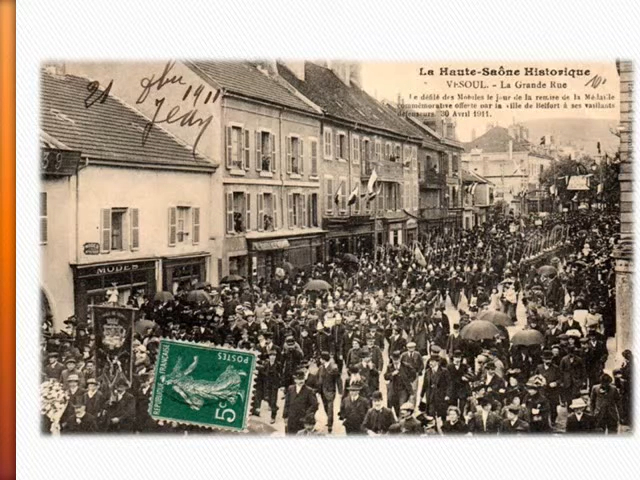 La Haute-Saône Historique
VESOUL. - La Grande Rue
Le défilé des Mobiles le Jour de la remise de la Médaille
commémorative offerte par la ville de Belfort à ses vaillants
défenseurs. 30 Avril 1911.
21 Xbre 1911
Jean
MODES
REPUBLIQUE FRANÇAISE
POSTES
5c